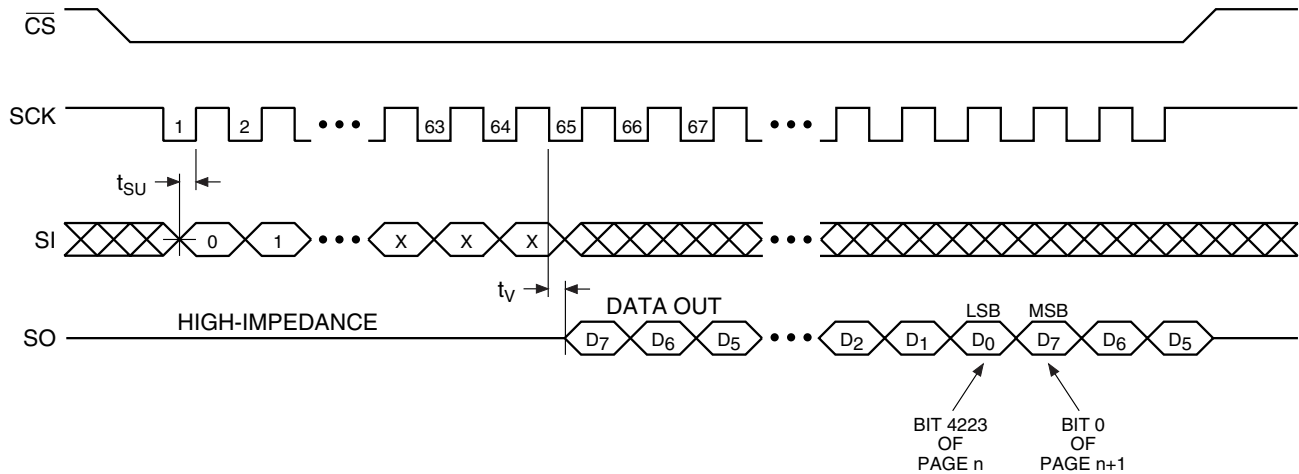 CS
SCK 1 2 ••• 63 64 65 66 67 •••
tSU
SI 0 1 ••• X X X •••
tV
DATA OUT
HIGH-IMPEDANCE
LSB MSB
SO D7 D6 D5 ••• D2 D1 D0 D7 D6 D5
BIT 4223
OF
PAGE n
BIT 0
OF
PAGE n+1